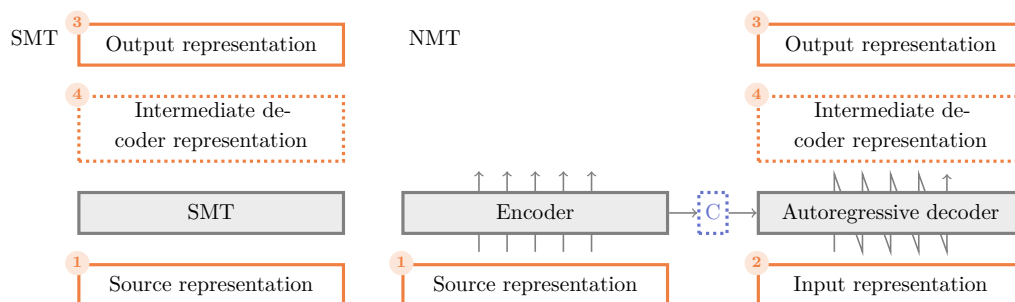 SMT
3
Output representation
4
Intermediate de-
coder representation
SMT
1
Source representation
NMT
Encoder
1
Source representation
C
3
Output representation
4
Intermediate de-
coder representation
Autoregressive decoder
2
Input representation